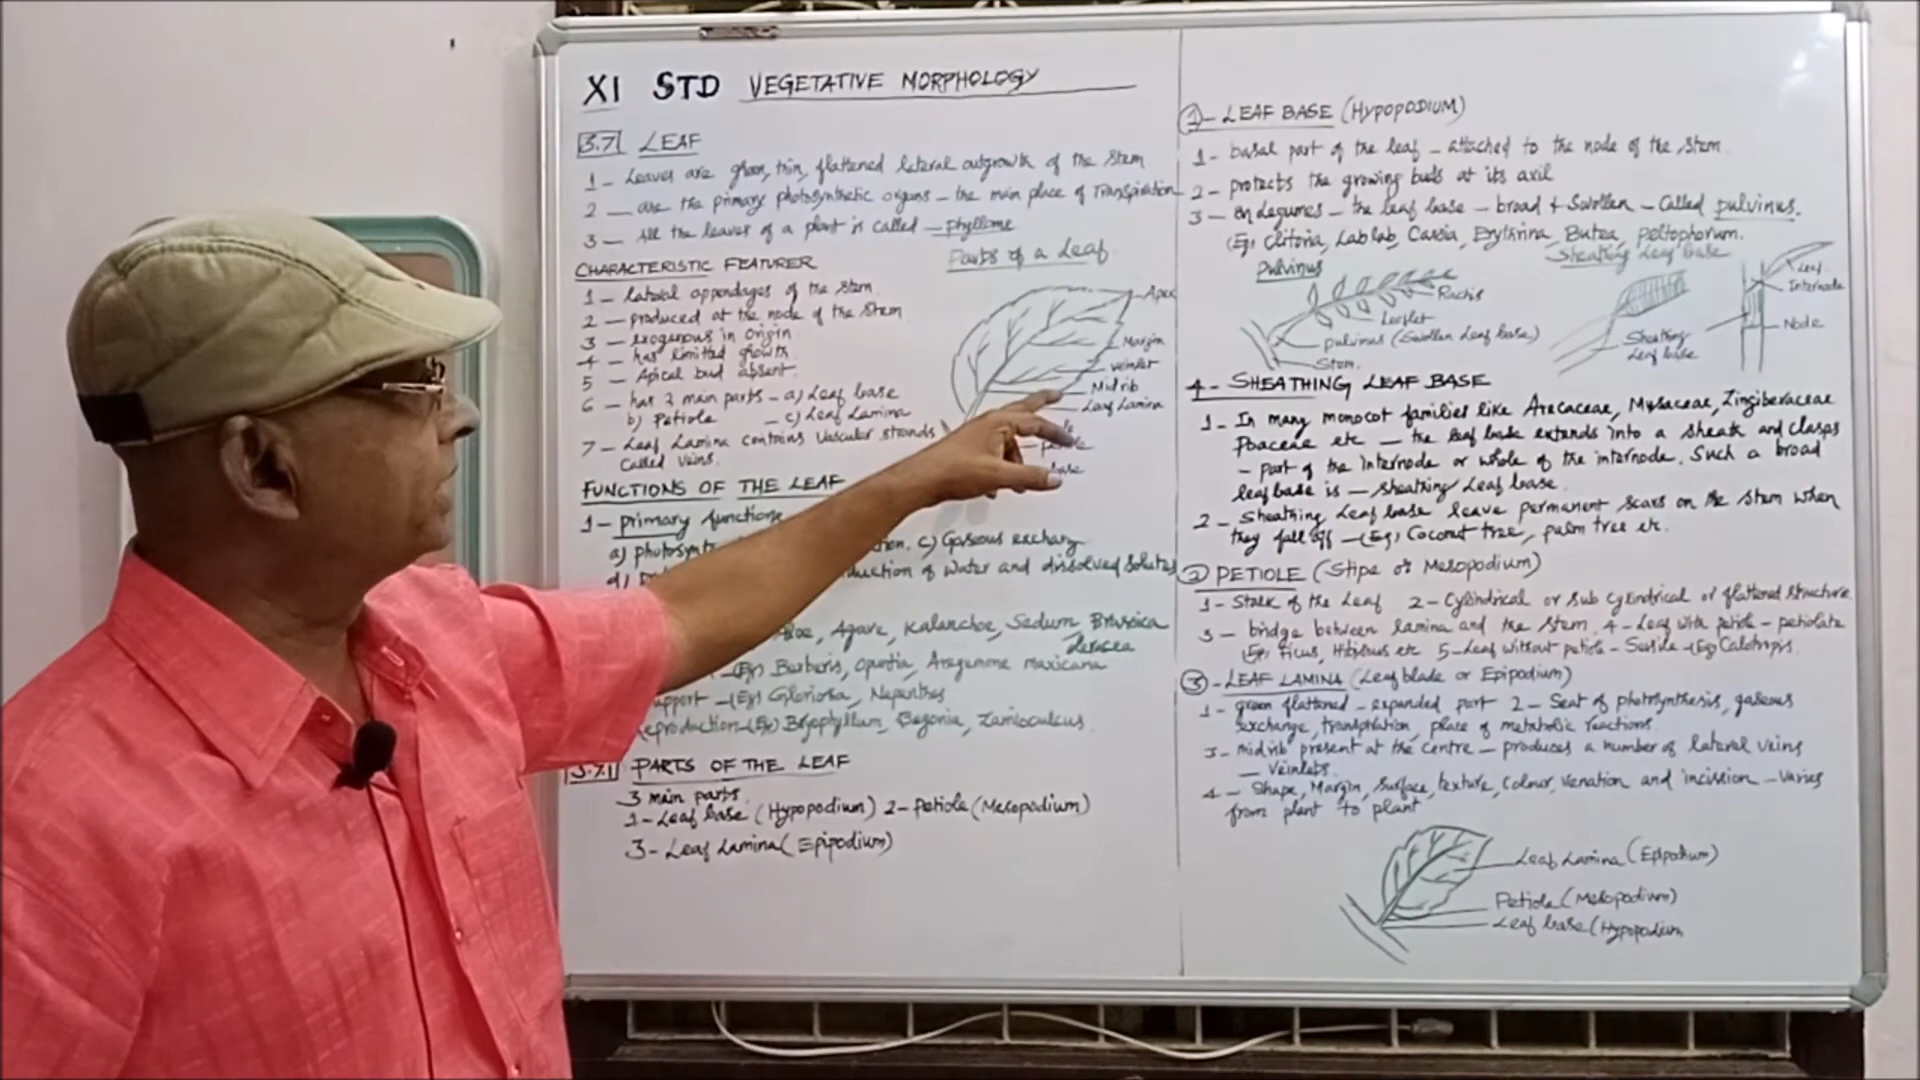 XI STD VEGETATIVE MORPHOLOGY
3.7 LEAF
1 - Leaves are green, thin, flattened lateral outgrowth of the stem
2 — are the primary photosynthetic organs - the main place of Transpiration
3 — All the leaves of a plant is called - phyllome
CHARACTERISTIC FEATURER
1 — lateral appendages of the stem
2 — produced at the node of the stem
3 — exogenous in origin
4 — has limited growth
5 — Apical bud absent.
6 — has 3 main parts - a) Leaf base
b) Petiole — c) Leaf Lamina
7 — Leaf Lamina contains vascular strands
called veins.
Parts of a Leaf
Apex
Margin
veinlet
Midrib
Leaf Lamina
base
FUNCTIONS OF THE LEAF
1 - primary functions
a) photosynt c) Gaseous exchang
d) duction of water and dissolved solutes
Aloe, Agave, Kalanchoe, Sedum, Brassica
(Eg) Berberis, opuntia, Aregemone maxicana
upport - (Eg) Gloriosa, Nepenthes
eproduction - (Eg) Bryophyllum, Begonia, Zamioculcus
3.7.1 PARTS OF THE LEAF
3 main parts.
1 - Leaf base (Hypopodium) 2 - Petiole (Mesopodium)
3 - Leaf Lamina (Epipodium)
1 - LEAF BASE (HYPOPODIUM)
1 - basal part of the leaf - attached to the node of the stem
2 - protects the growing buds at its axil
3 - In Legumes - the leaf base - broad & Swollen - Called pulvinus.
(Eg, Clitoria, Lablab, Cassia, Erythrina, Butea, peltophorum.
Pulvinus
Rachis
Leaflet
pulvinus (Swollen Leaf base)
Stem.
Sheathing Leaf base
Sheathing
Leaf base
Leaf
Internode
Node
4 - SHEATHING LEAF BASE
1 - In many monocot families like Arecaceae, Musaceae, Zingiberaceae
Poaceae etc — the leaf base extends into a sheath and clasps
- part of the internode or whole of the internode. Such a broad
leaf base is — Sheathing Leaf base.
2 - Sheathing Leaf base leave permanent scars on the stem when
they fall off - (Eg) Coconut tree, palm tree etc.
2 PETIOLE (Stipe or Mesopodium)
1 - Stalk of the Leaf 2 - Cylindrical or sub cylindrical or flattened structure
3 - bridge between lamina and the stem 4 - Leaf with petiole - petiolate
Eg, Ficus, Hibiscus etc 5 - Leaf without petiole - Sessile - (Eg) Calotropis.
3 - LEAF LAMINA (Leaf blade or Epipodium)
1 - green flattened - expanded part 2 - Seat of photosynthesis, gaseous
exchange, transpiration, place of metabolic reactions
3 - midrib present at the centre - produces a number of lateral veins
— veinlets.
4 - Shape, Margin, surface, texture, Colour, venation and incission - Varies
from plant to plant
Leaf Lamina (Epipodium)
Petiole (Mesopodium)
Leaf base (Hypopodium